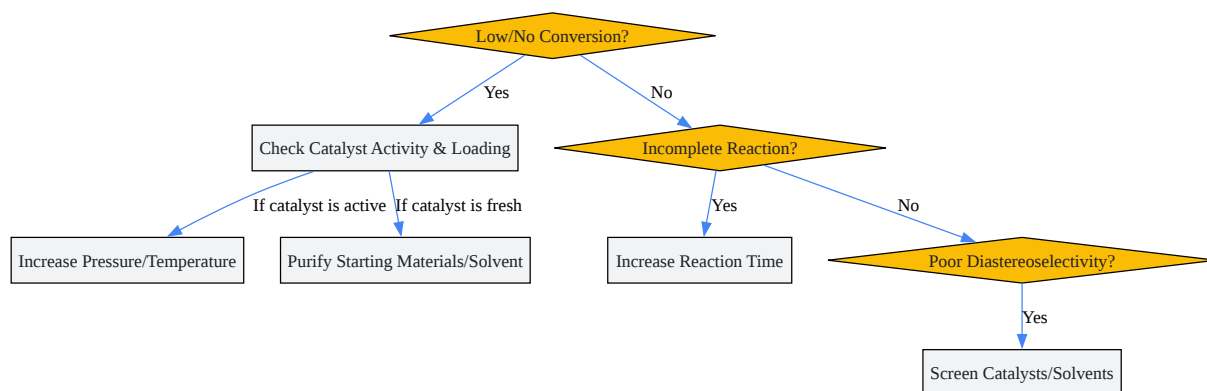 Low/No Conversion?
Yes
No
Check Catalyst Activity & Loading
Incomplete Reaction?
If catalyst is active
If catalyst is fresh
Yes
No
Increase Pressure/Temperature
Purify Starting Materials/Solvent
Increase Reaction Time
Poor Diastereoselectivity?
Yes
Screen Catalysts/Solvents